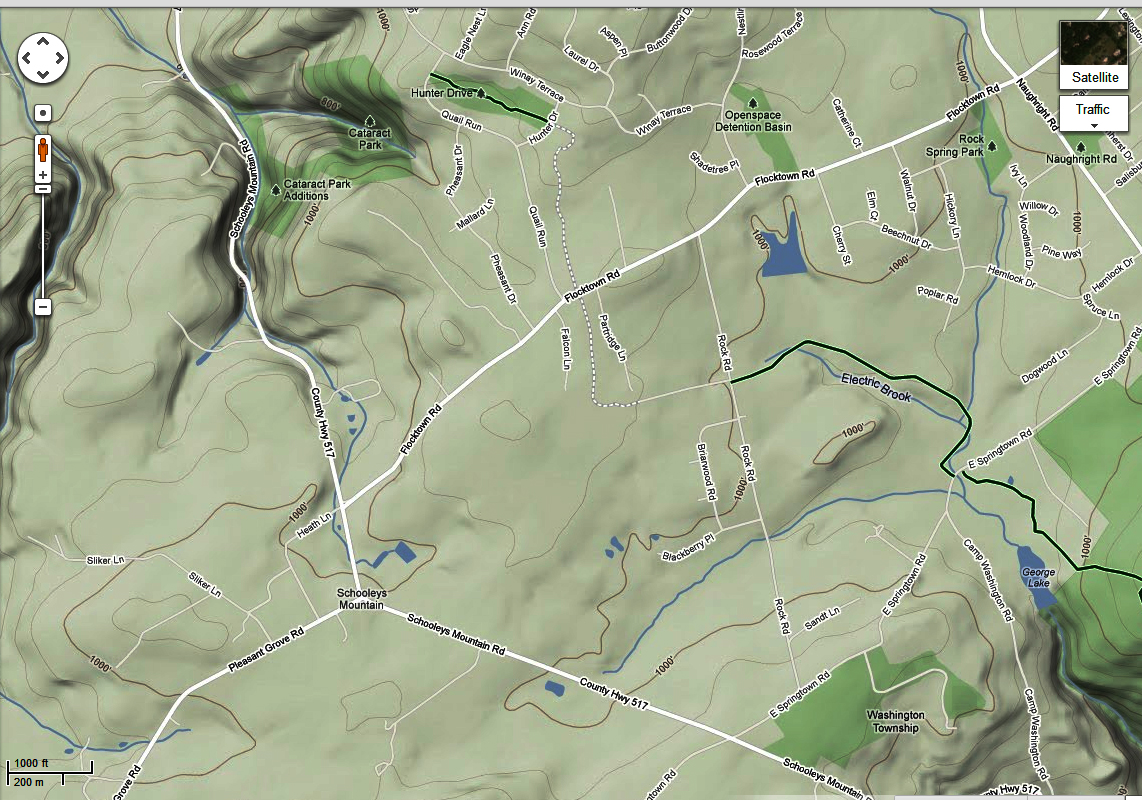 Eagle Nest Ln
Ann Rd
Laurel Dr
Aspen Pl
Buttonwood D
Rosewood Terrace
Satellite
Traffic
Naughright Rd
Flocktown Rd
1000'
1000'
Winay Terrace
Winay Terrace
Hunter Drive
Hunter Dr
Quail Run
800'
Cataract
Park
Openspace
Detention Basin
Catherine Ct
Rock
Spring Park
Naughright Rd
Schooleys Mountain Rd
Cataract Park
Additions
1000'
Pheasant Dr
Shadetree Pl
Flocktown Rd
Ivy Ln
Mallard Ln
Quail Run
Elm Ct
Walnut Dr
Hickory Ln
Willow Dr
Woodland Dr
1000'
Cherry St
Beechnut Dr
Pine Way
1000'
1000'
Pheasant Dr
Flocktown Rd
Hemlock Dr
Hemlock Dr
Poplar Rd
Spruce Ln
Falcon Ln
Partridge Ln
Rock Rd
Dogwood Ln
E Springtown Rd
Electric Brook
County Hwy 517
Flocktown Rd
1000'
E Springtown Rd
Briarwood Rd
Rock Rd
1000'
1000'
Heath Ln
Blackberry Pl
1000'
Sliker Ln
Sliker Ln
Camp Washington Rd
George
Lake
E Springtown Rd
Schooleys
Mountain
Rock Rd
Sandt Ln
Schooleys Mountain Rd
Pleasant Grove Rd
1000'
1000'
County Hwy 517
E Springtown Rd
Washington
Township
Camp Washington Rd
Schooleys Mountain R
1000 ft
200 m
Grove Rd
ntown Rd
nty Hwy 517